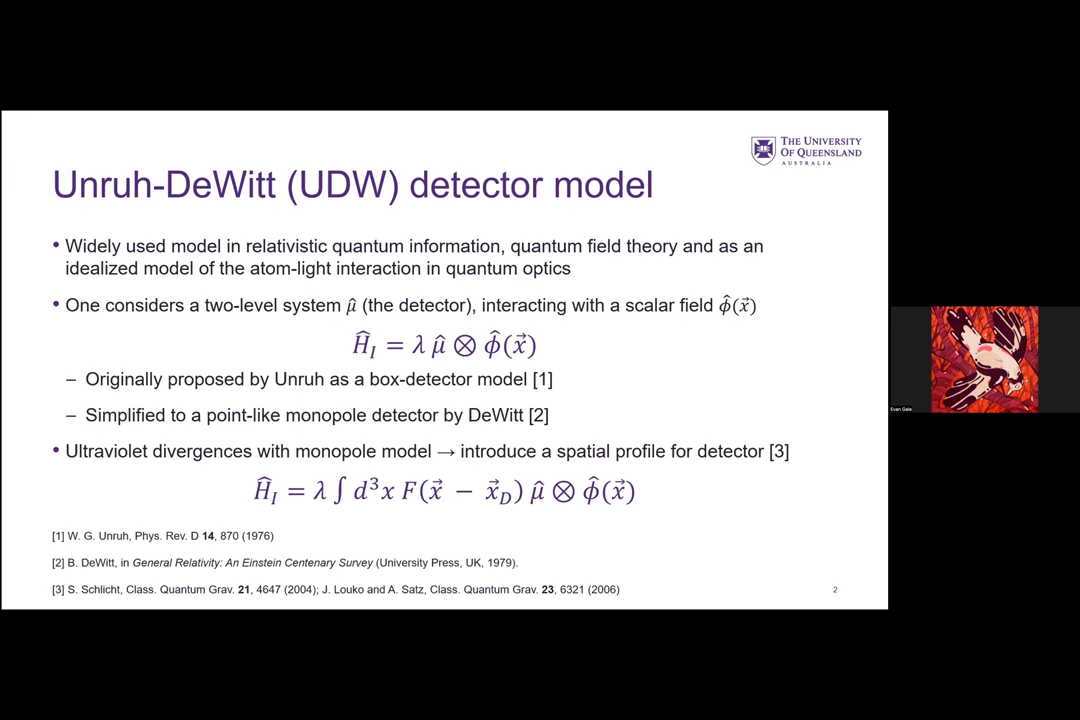 THE UNIVERSITY
OF QUEENSLAND
AUSTRALIA
Unruh-DeWitt (UDW) detector model
• Widely used model in relativistic quantum information, quantum field theory and as an
idealized model of the atom-light interaction in quantum optics
• One considers a two-level system μ̂ (the detector), interacting with a scalar field ϕ̂(x⃗)
Ĥ_I = λ μ̂ ⊗ ϕ̂(x⃗)
– Originally proposed by Unruh as a box-detector model [1]
– Simplified to a point-like monopole detector by DeWitt [2]
• Ultraviolet divergences with monopole model → introduce a spatial profile for detector [3]
Ĥ_I = λ ∫ d³x F(x⃗ − x⃗_D) μ̂ ⊗ ϕ̂(x⃗)
[1] W. G. Unruh, Phys. Rev. D 14, 870 (1976)
[2] B. DeWitt, in General Relativity: An Einstein Centenary Survey (University Press, UK, 1979).
[3] S. Schlicht, Class. Quantum Grav. 21, 4647 (2004); J. Louko and A. Satz, Class. Quantum Grav. 23, 6321 (2006)
2
Evan Gale